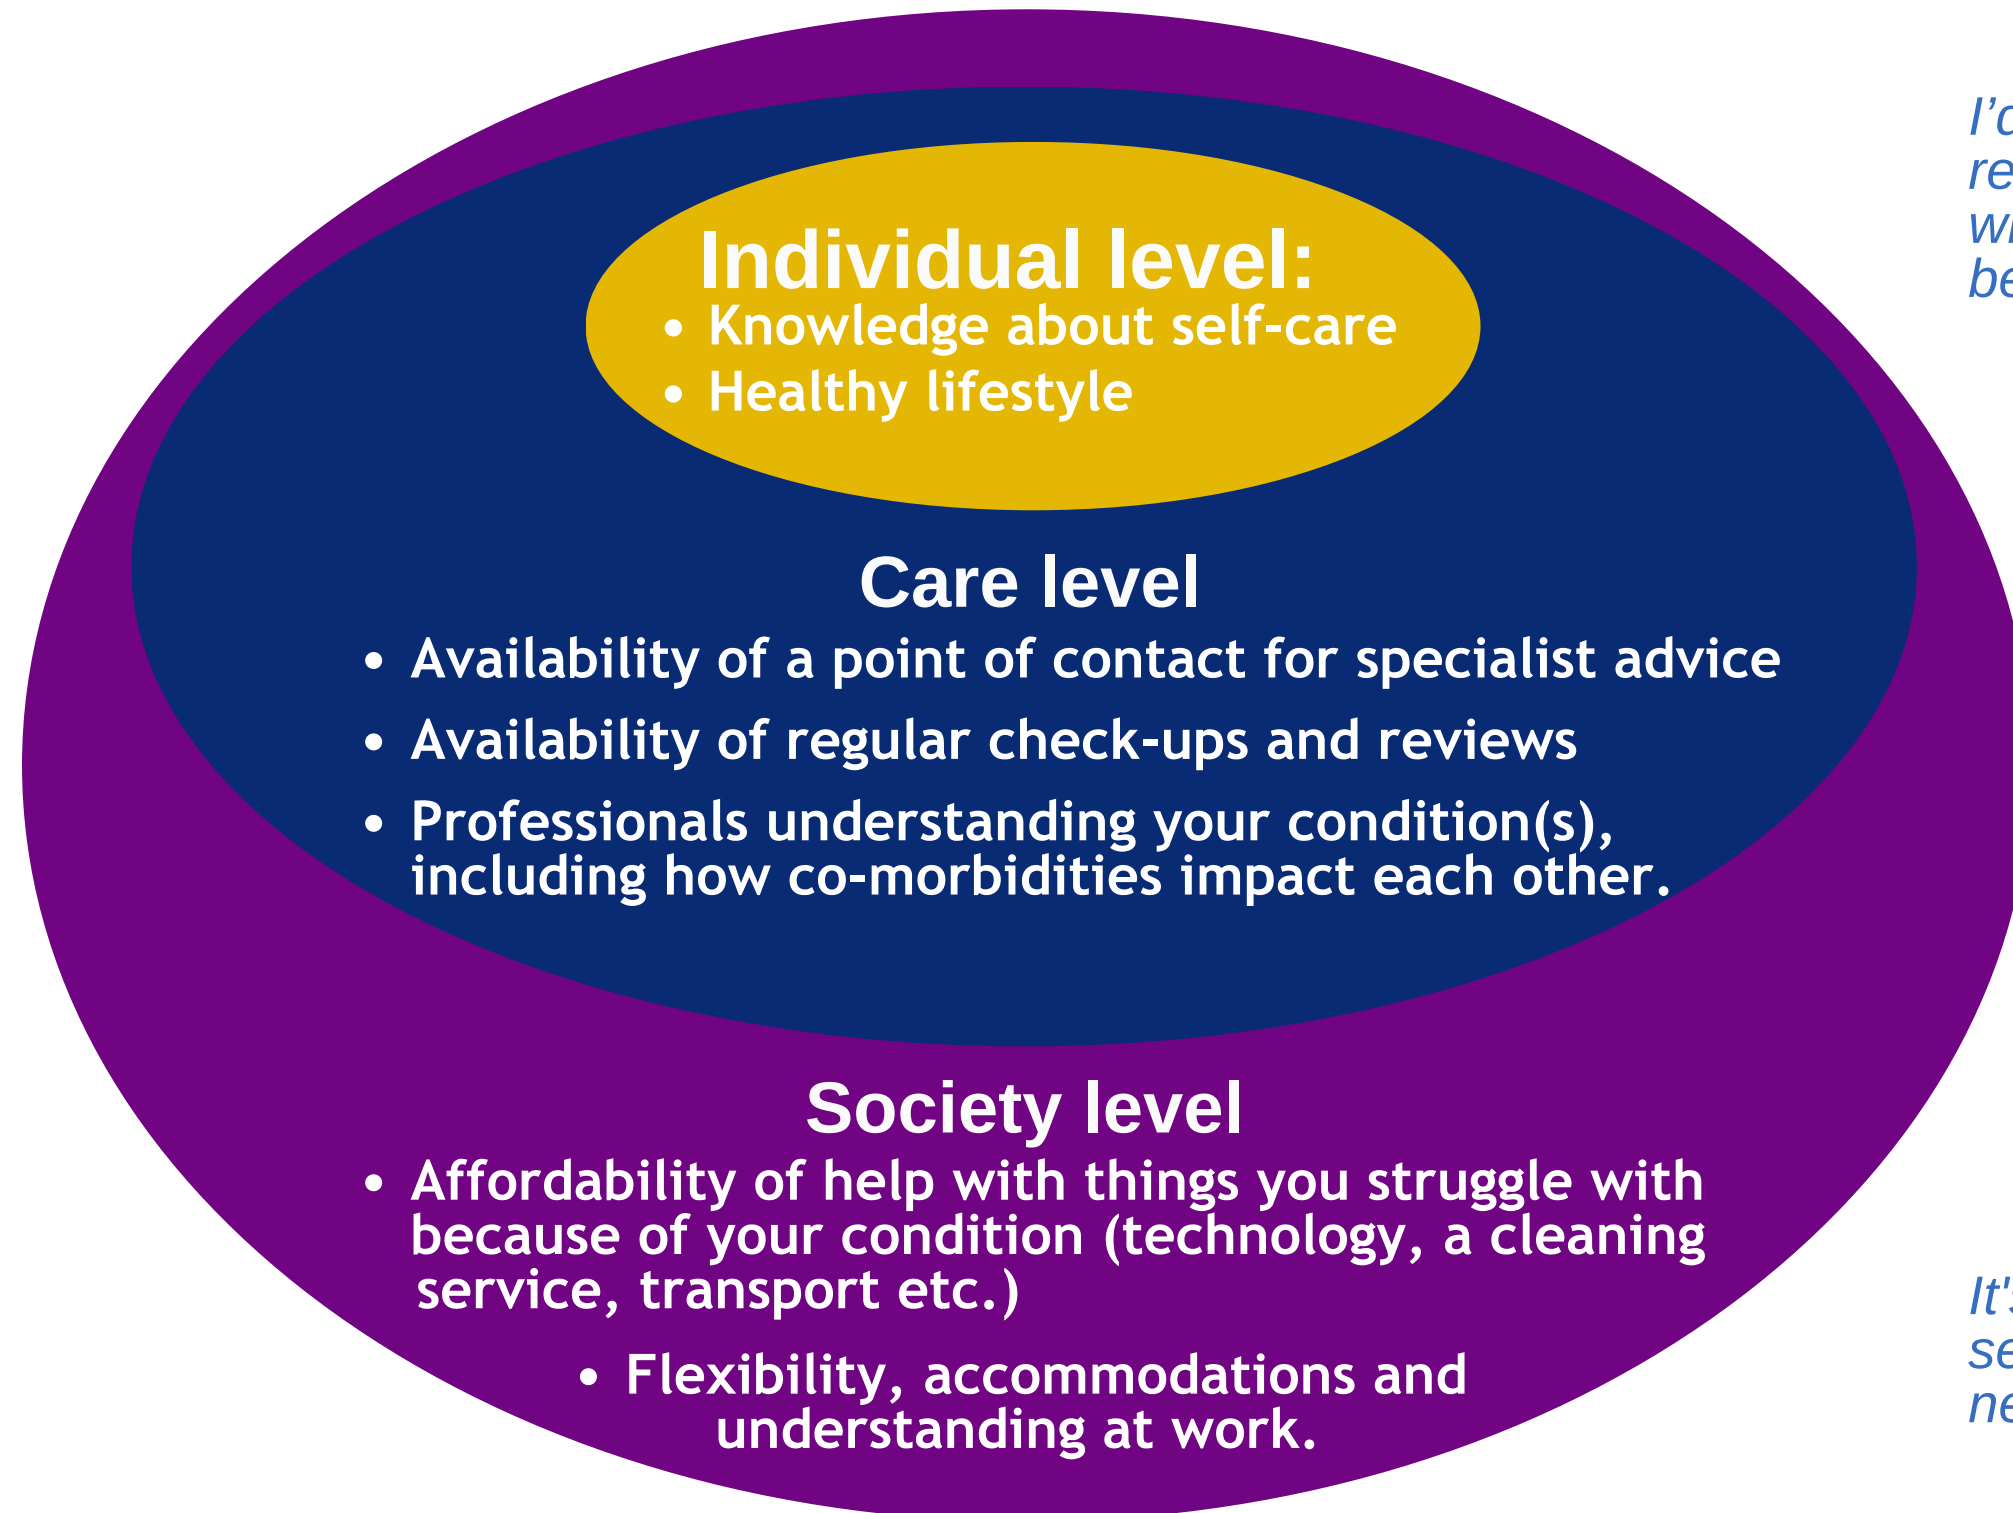 Individual level:
• Knowledge about self-care
• Healthy lifestyle
Care level
• Availability of a point of contact for specialist advice
• Availability of regular check-ups and reviews
• Professionals understanding your condition(s),
including how co-morbidities impact each other.
Society level
• Affordability of help with things you struggle with
because of your condition (technology, a cleaning
service, transport etc.)
• Flexibility, accommodations and
understanding at work.